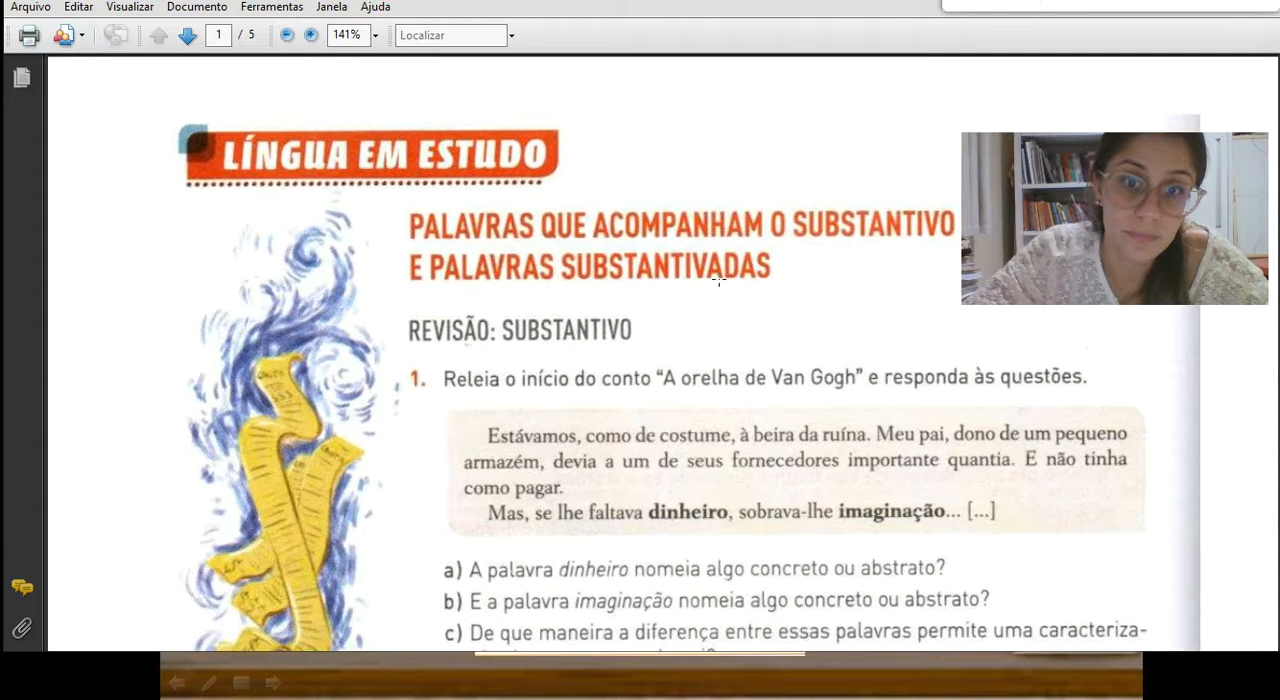 Arquivo Editar Visualizar Documento Ferramentas Janela Ajuda
1 / 5 141% Localizar
LÍNGUA EM ESTUDO
PALAVRAS QUE ACOMPANHAM O SUBSTANTIVO
E PALAVRAS SUBSTANTIVADAS
REVISÃO: SUBSTANTIVO
1. Releia o início do conto “A orelha de Van Gogh” e responda às questões.
Estávamos, como de costume, à beira da ruína. Meu pai, dono de um pequeno
armazém, devia a um de seus fornecedores importante quantia. E não tinha
como pagar.
Mas, se lhe faltava dinheiro, sobrava-lhe imaginação... [...]
a) A palavra dinheiro nomeia algo concreto ou abstrato?
b) E a palavra imaginação nomeia algo concreto ou abstrato?
c) De que maneira a diferença entre essas palavras permite uma caracteriza-